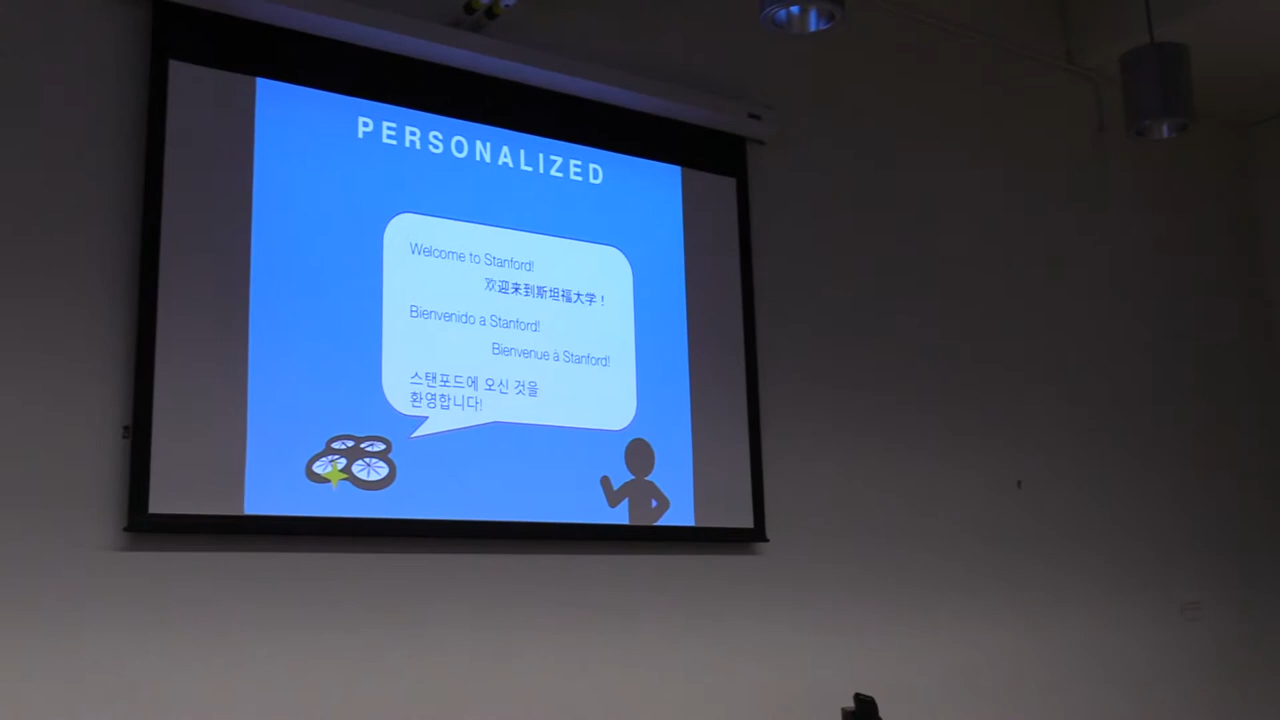 PERSONALIZED
Welcome to Stanford!
欢迎来到斯坦福大学！
Bienvenido a Stanford!
Bienvenue à Stanford!
스탠포드에 오신 것을
환영합니다!